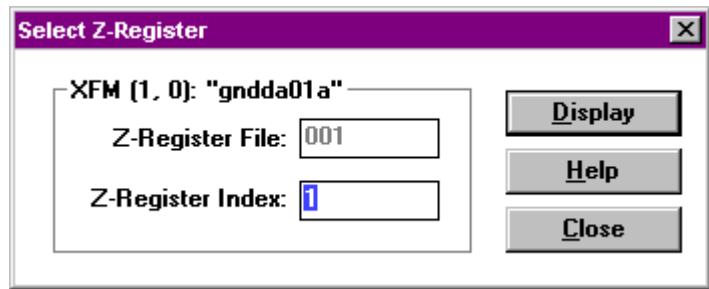 Select Z-Register
XFM (1, 0): "gndda01a"
Z-Register File: 001
Z-Register Index: 1
Display
Help
Close